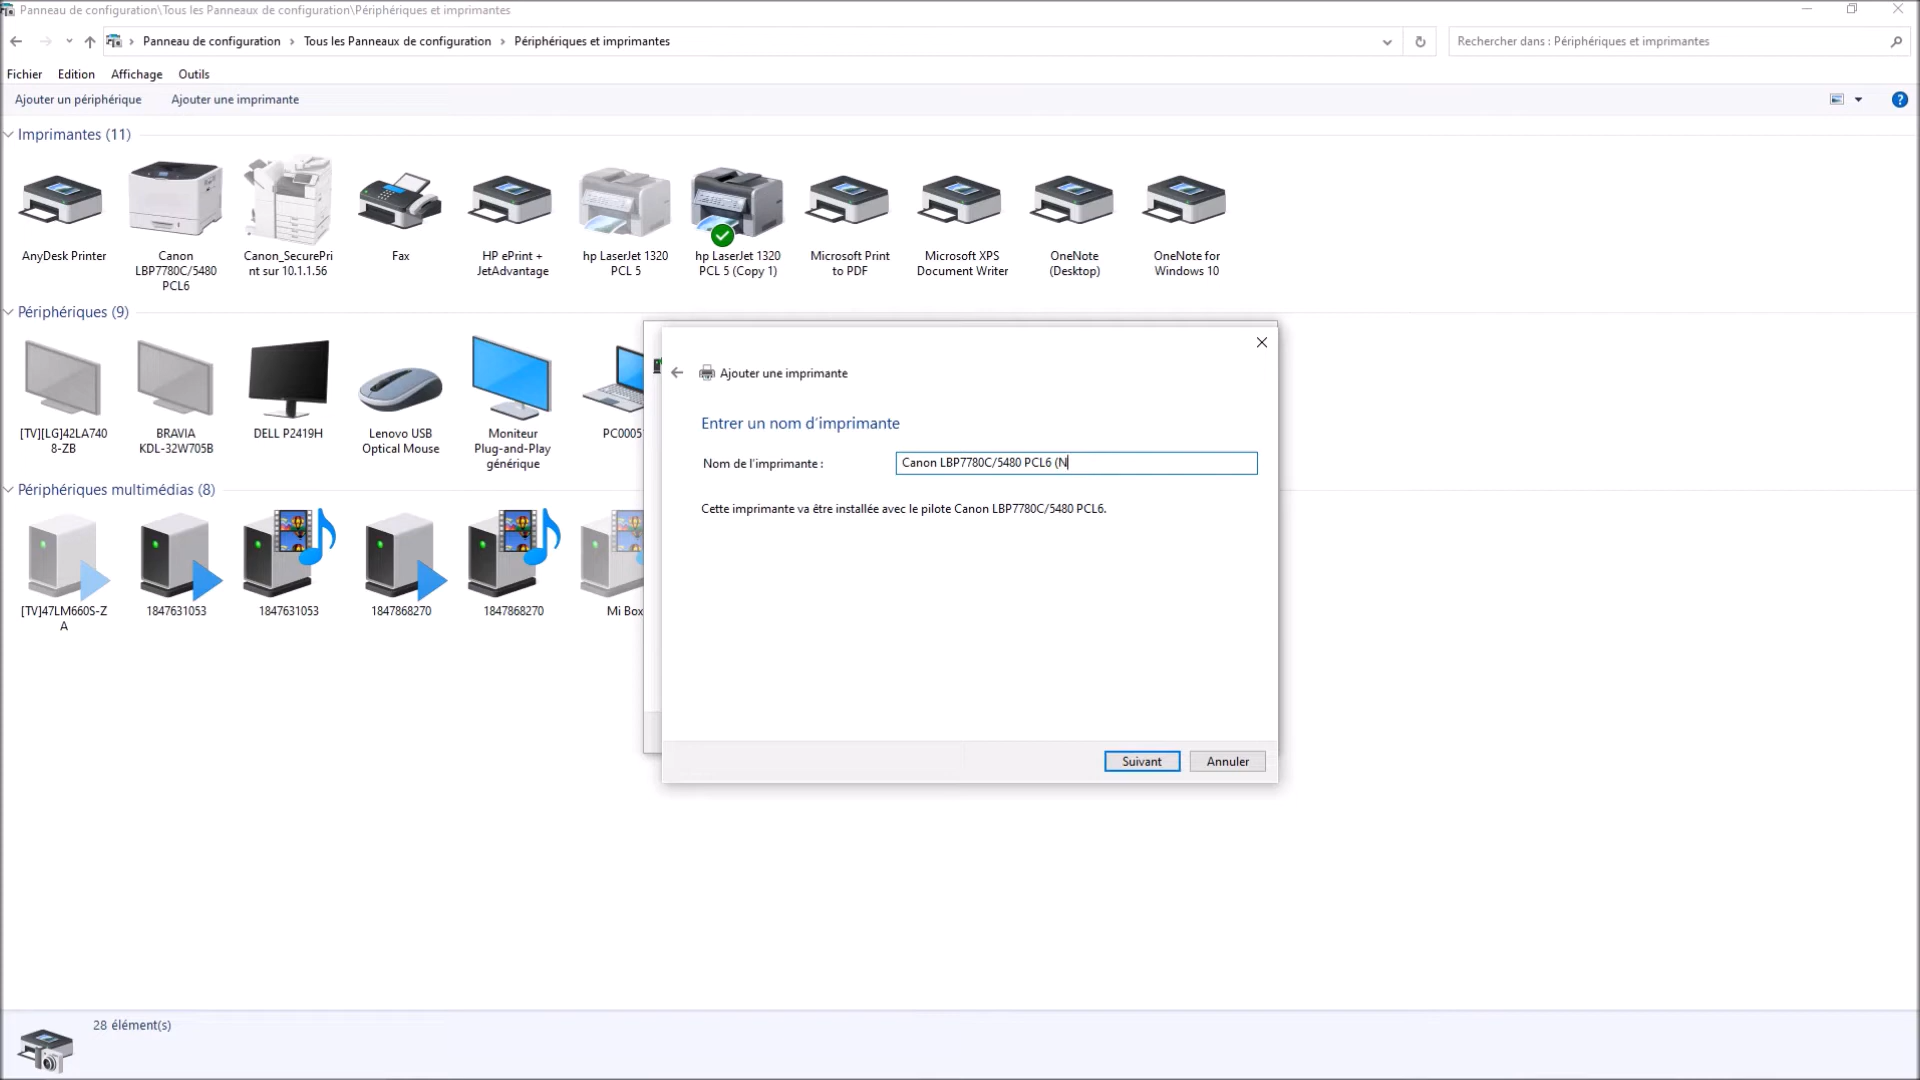 Panneau de configuration\Tous les Panneaux de configuration\Périphériques et imprimantes
Panneau de configuration
Tous les Panneaux de configuration
Périphériques et imprimantes
Rechercher dans : Périphériques et imprimantes
Fichier Edition Affichage Outils
Ajouter un périphérique Ajouter une imprimante
?
Imprimantes (11)
AnyDesk Printer
Canon
LBP7780C/5480
PCL6
Canon_SecurePri
nt sur 10.1.1.56
Fax
HP ePrint +
JetAdvantage
hp LaserJet 1320
PCL 5
hp LaserJet 1320
PCL 5 (Copy 1)
Microsoft Print
to PDF
Microsoft XPS
Document Writer
OneNote
(Desktop)
OneNote for
Windows 10
Périphériques (9)
[TV][LG]42LA740
8-ZB
BRAVIA
KDL-32W705B
DELL P2419H
Lenovo USB
Optical Mouse
Moniteur
Plug-and-Play
générique
PC0005
Périphériques multimédias (8)
[TV]47LM660S-Z
A
1847631053
1847631053
1847868270
1847868270
Mi Box
Ajouter une imprimante
Entrer un nom d'imprimante
Nom de l'imprimante :
Canon LBP7780C/5480 PCL6 (N
Cette imprimante va être installée avec le pilote Canon LBP7780C/5480 PCL6.
Suivant
Annuler
28 élément(s)